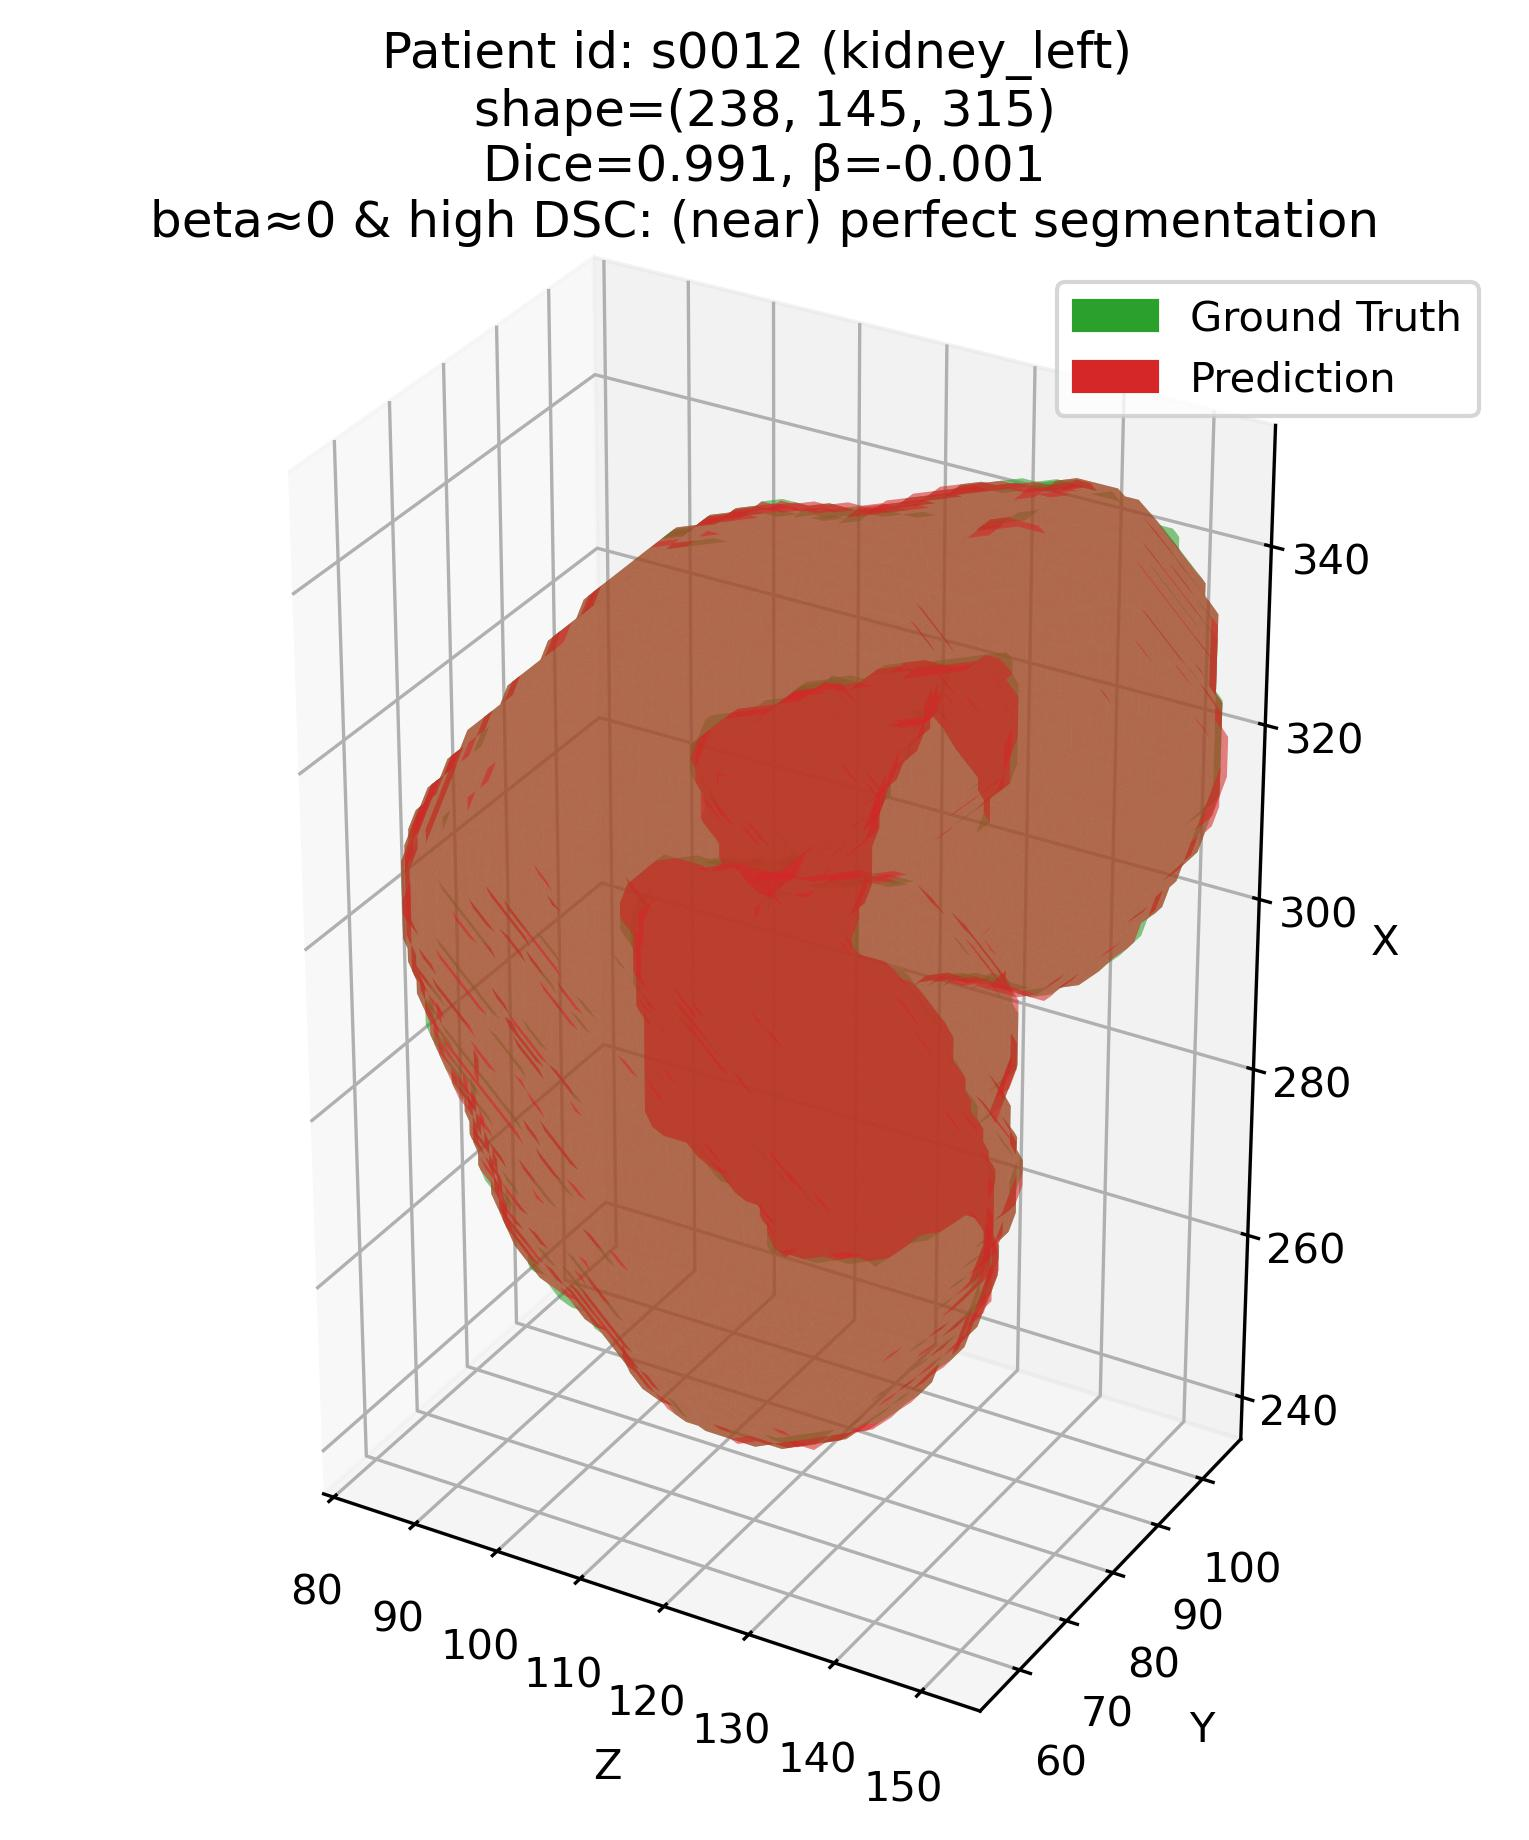 Patient id: s0012 (kidney_left)
shape=(238, 145, 315)
Dice=0.991, β=-0.001
beta≈0 & high DSC: (near) perfect segmentation
Ground Truth
Prediction
340
320
300
X
280
260
240
80
90
100
110
120
130
140
150
Z
100
90
80
70
60
Y